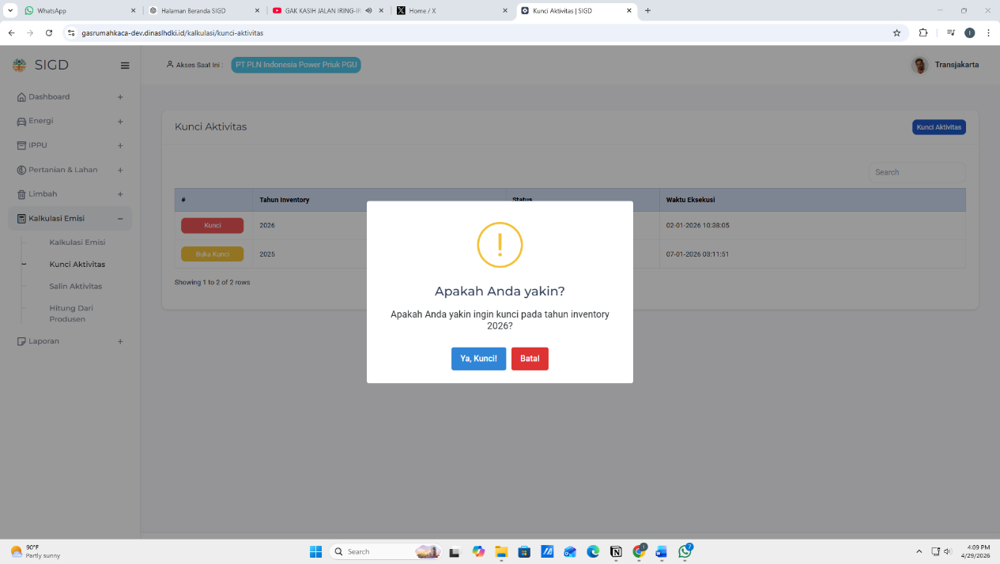 WhatsApp
Halaman Beranda SIGD
GAK KASIH JALAN IRING-IR
Home / X
Kunci Aktivitas | SIGD
gasrumahkaca-dev.dinaslhdki.id/kalkulasi/kunci-aktivitas
I
SIGD
Akses Saat Ini :
PT PLN Indonesia Power Priuk PGU
Transjakarta
Dashboard
Energi
IPPU
Pertanian & Lahan
Limbah
Kalkulasi Emisi
Kalkulasi Emisi
Kunci Aktivitas
Salin Aktivitas
Hitung Dari
Produsen
Laporan
Kunci Aktivitas
Kunci Aktivitas
Search
# Tahun Inventory Status Waktu Eksekusi
Kunci 2026 02-01-2026 10:38:05
Buka Kunci 2025 07-01-2026 03:11:51
Showing 1 to 2 of 2 rows
!
Apakah Anda yakin?
Apakah Anda yakin ingin kunci pada tahun inventory
2026?
Ya, Kunci!
Batal
90°F
Partly sunny
Search
7
4:09 PM
4/29/2026